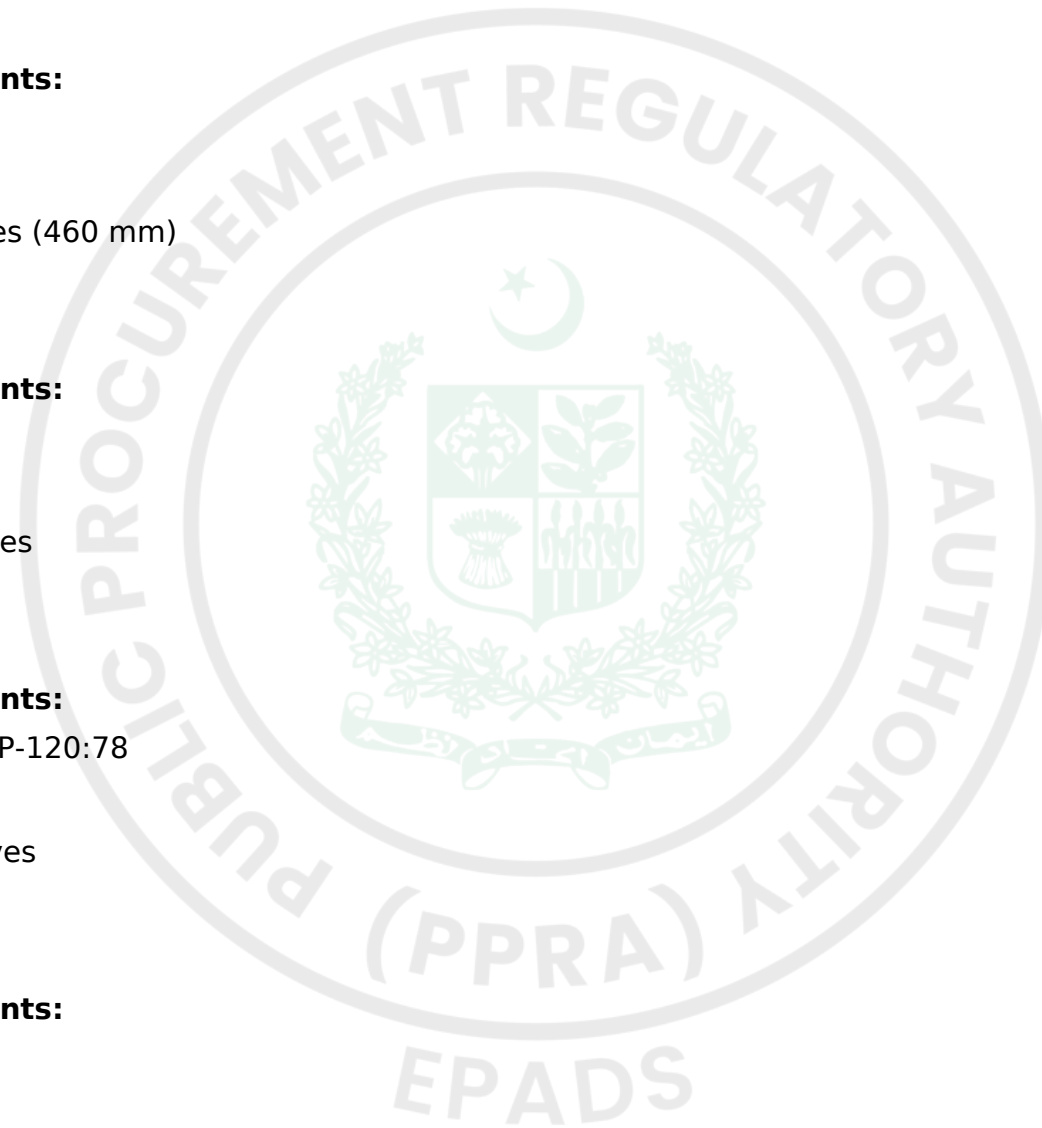 nts:
es (460 mm)
nts:
es
nts:
P-120:78
ves
nts:
PUBLIC PROCUREMENT REGULATORY AUTHORITY
(PPRA)
EPADS